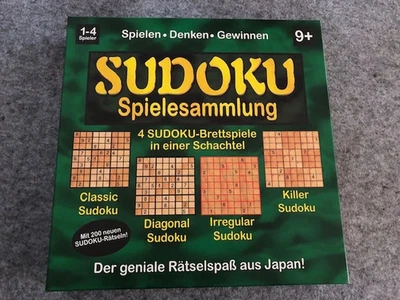 1-4
Spieler
Spielen • Denken • Gewinnen
9+
SUDOKU
Spielesammlung
4 SUDOKU-Brettspiele
in einer Schachtel
Classic
Sudoku
Diagonal
Sudoku
Irregular
Sudoku
Killer
Sudoku
Mit 200 neuen
SUDOKU-Rätseln!
Der geniale Rätselspaß aus Japan!